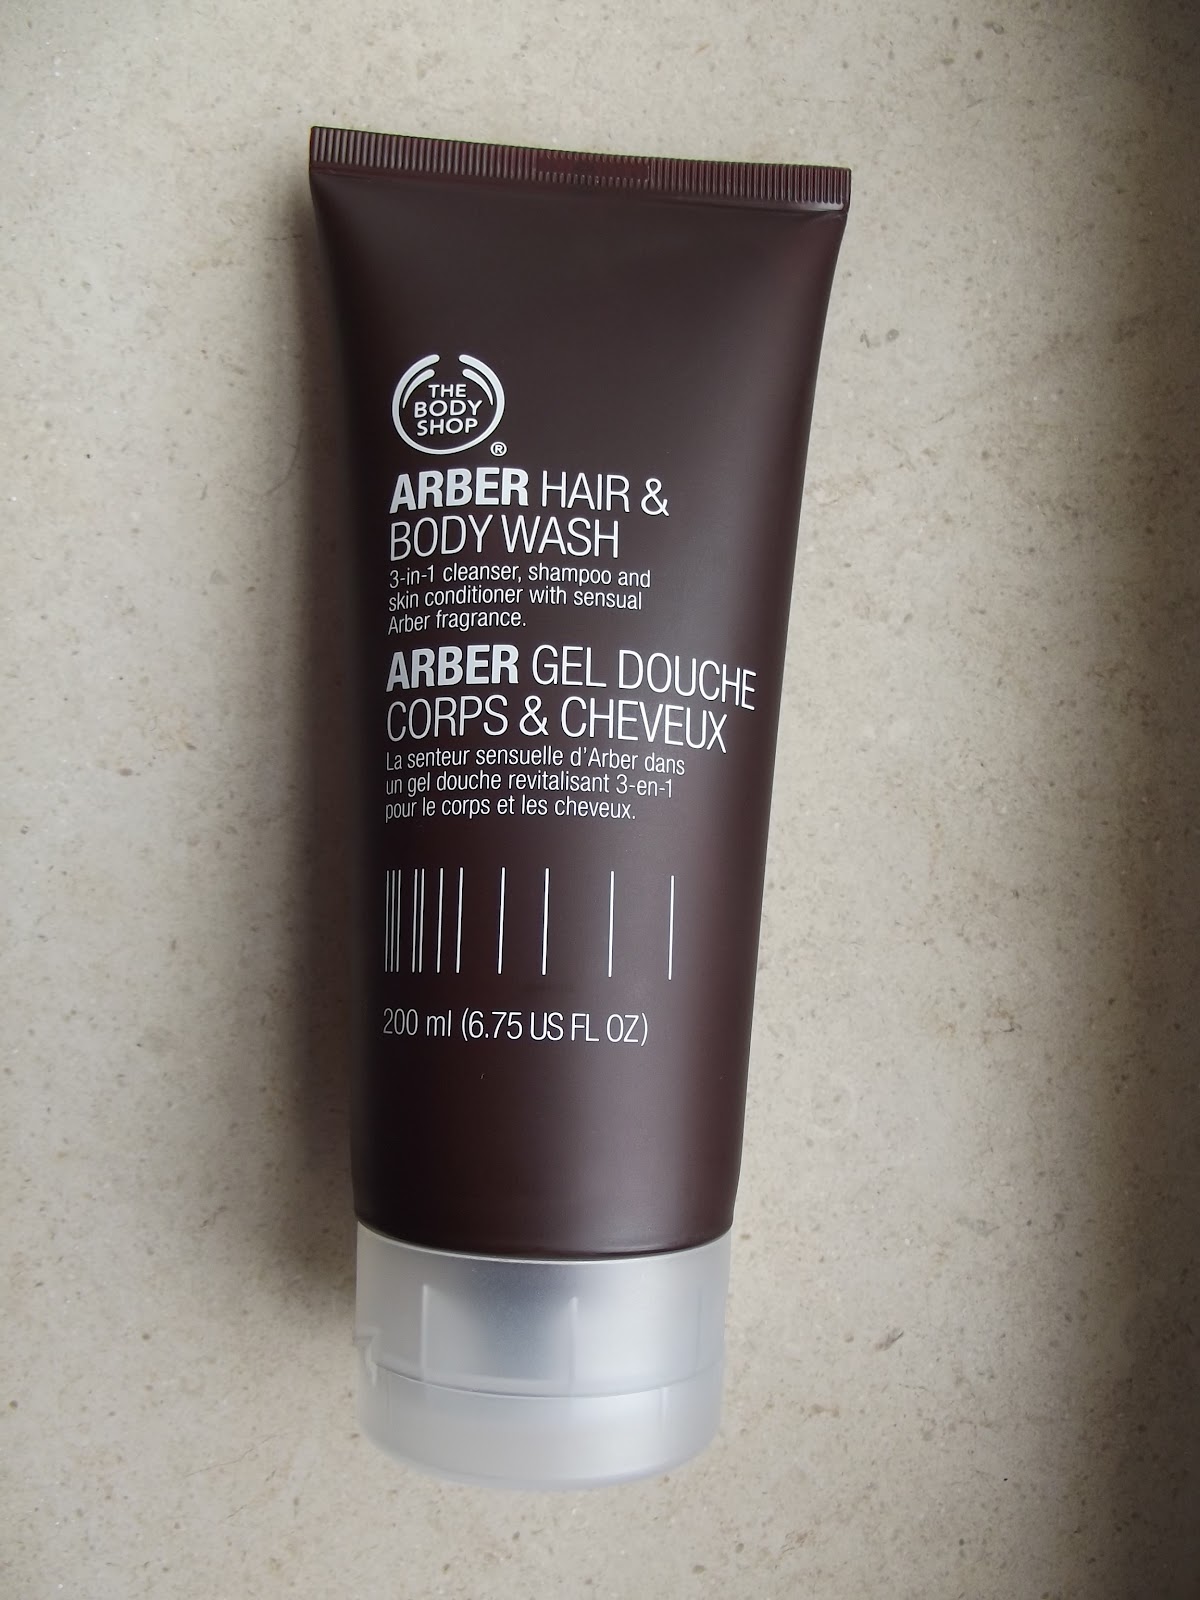 THE
BODY
SHOP
®
ARBER HAIR &
BODY WASH
3-in-1 cleanser, shampoo and
skin conditioner with sensual
Arber fragrance.
ARBER GEL DOUCHE
CORPS & CHEVEUX
La senteur sensuelle d'Arber dans
un gel douche revitalisant 3-en-1
pour le corps et les cheveux.
200 ml (6.75 US FL OZ)